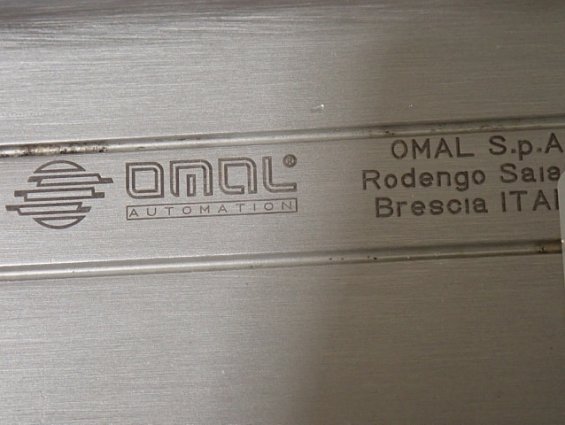 OMAL®
AUTOMATION
OMAL S.p.A
Rodengo Saia
Brescia ITAL